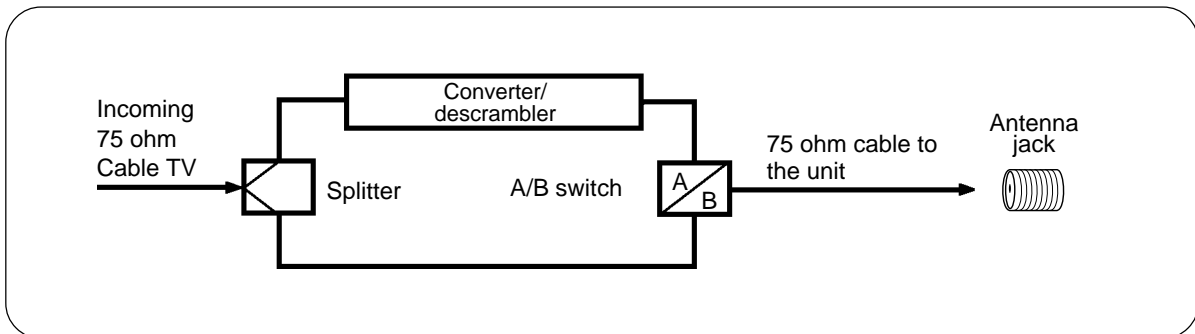 Incoming
75 ohm
Cable TV
Splitter
Converter/
descrambler
A/B switch
A
B
75 ohm cable to
the unit
Antenna
jack